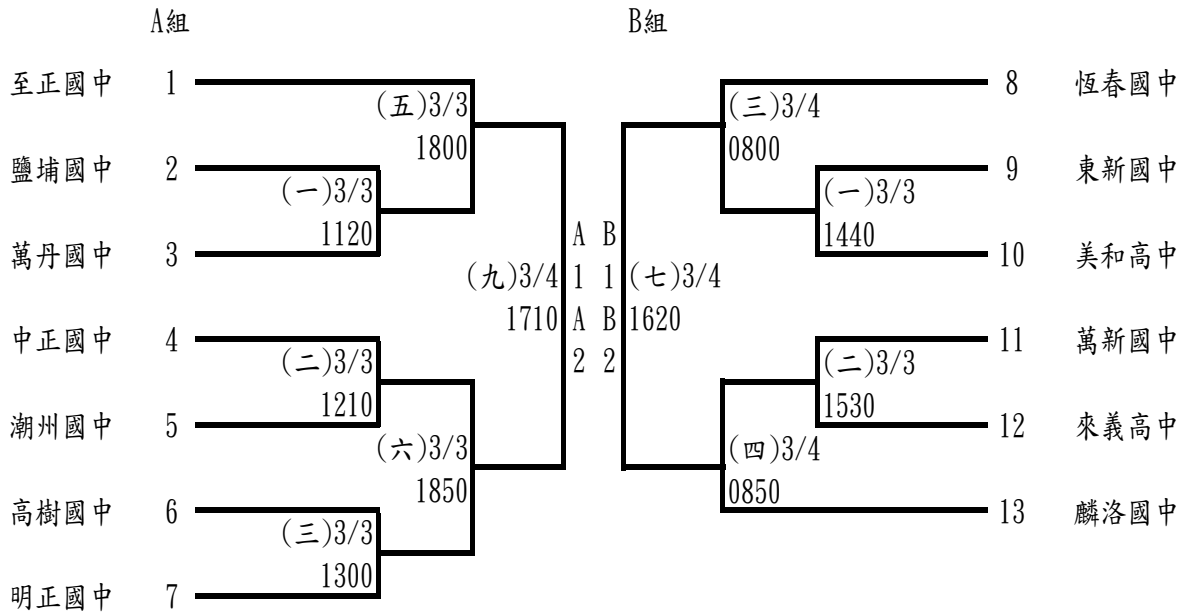 A組
B組
至正國中 1
(五)3/3
1800
鹽埔國中 2
(一)3/3
1120
萬丹國中 3
(九)3/4
1710
中正國中 4
(二)3/3
1210
潮州國中 5
(六)3/3
1850
高樹國中 6
(三)3/3
1300
明正國中 7
A B
1 1
A B
2 2
8 恆春國中
(三)3/4
0800
9 東新國中
(一)3/3
1440
10 美和高中
(七)3/4
1620
11 萬新國中
(二)3/3
1530
12 來義高中
(四)3/4
0850
13 麟洛國中